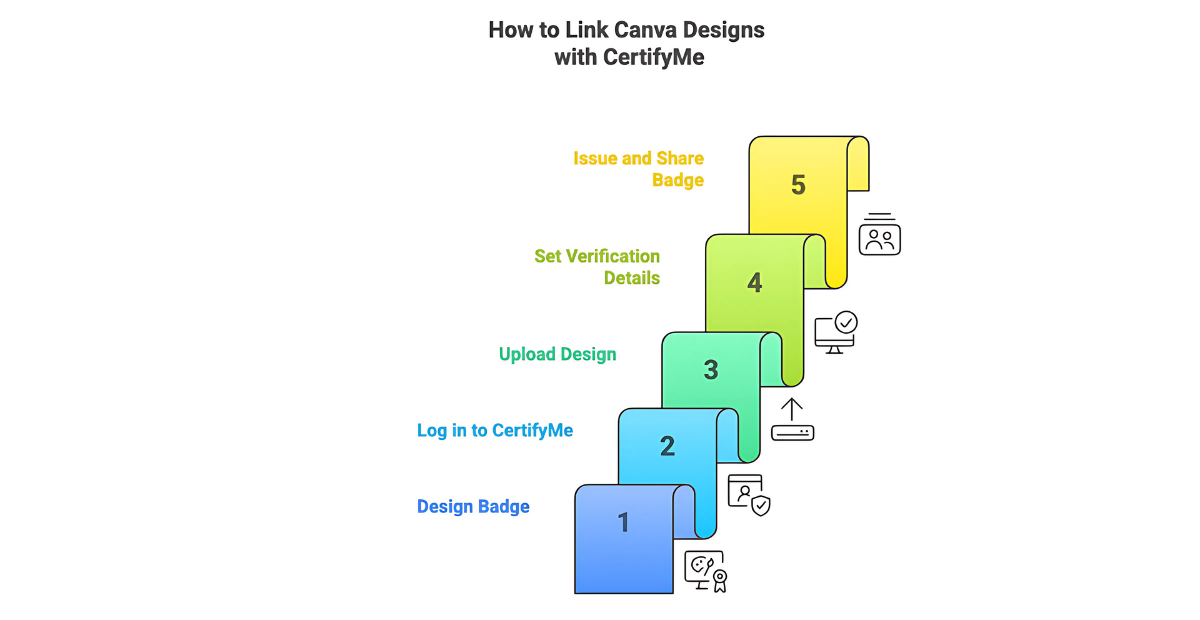 How to Link Canva Designs
with CertifyMe
Issue and Share
Badge
5
Set Verification
Details
4
Upload Design
3
Log in to CertifyMe
2
Design Badge
1